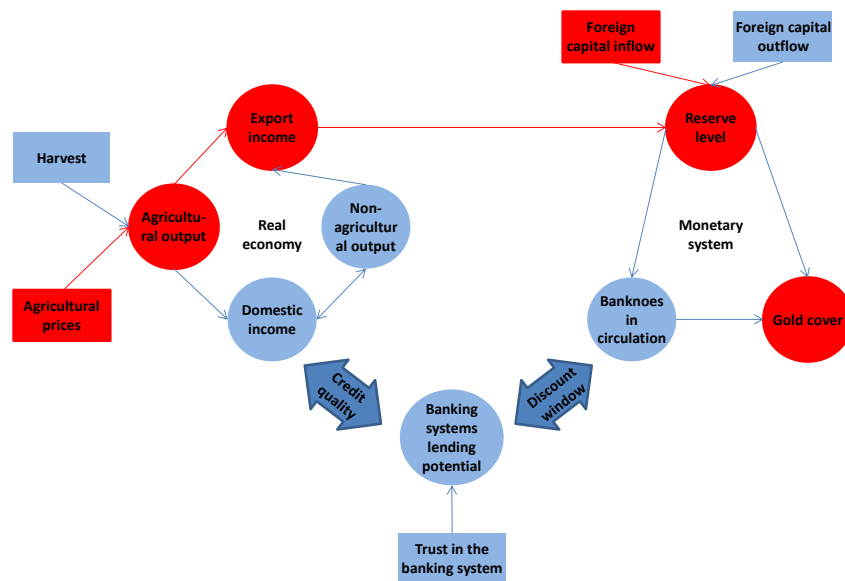 Foreign
capital inflow
Foreign capital
outflow
Export
income
Reserve
level
Harvest
Agricultu-
ral output
Real
economy
Non-
agricultur
al output
Monetary
system
Agricultural
prices
Domestic
income
Banknoes
in
circulation
Gold cover
Credit
quality
Discount
window
Banking
systems
lending
potential
Trust in the
banking system